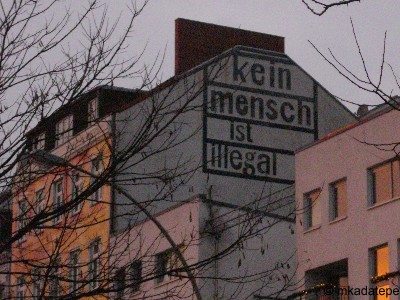 kein
mensch
ist
illegal